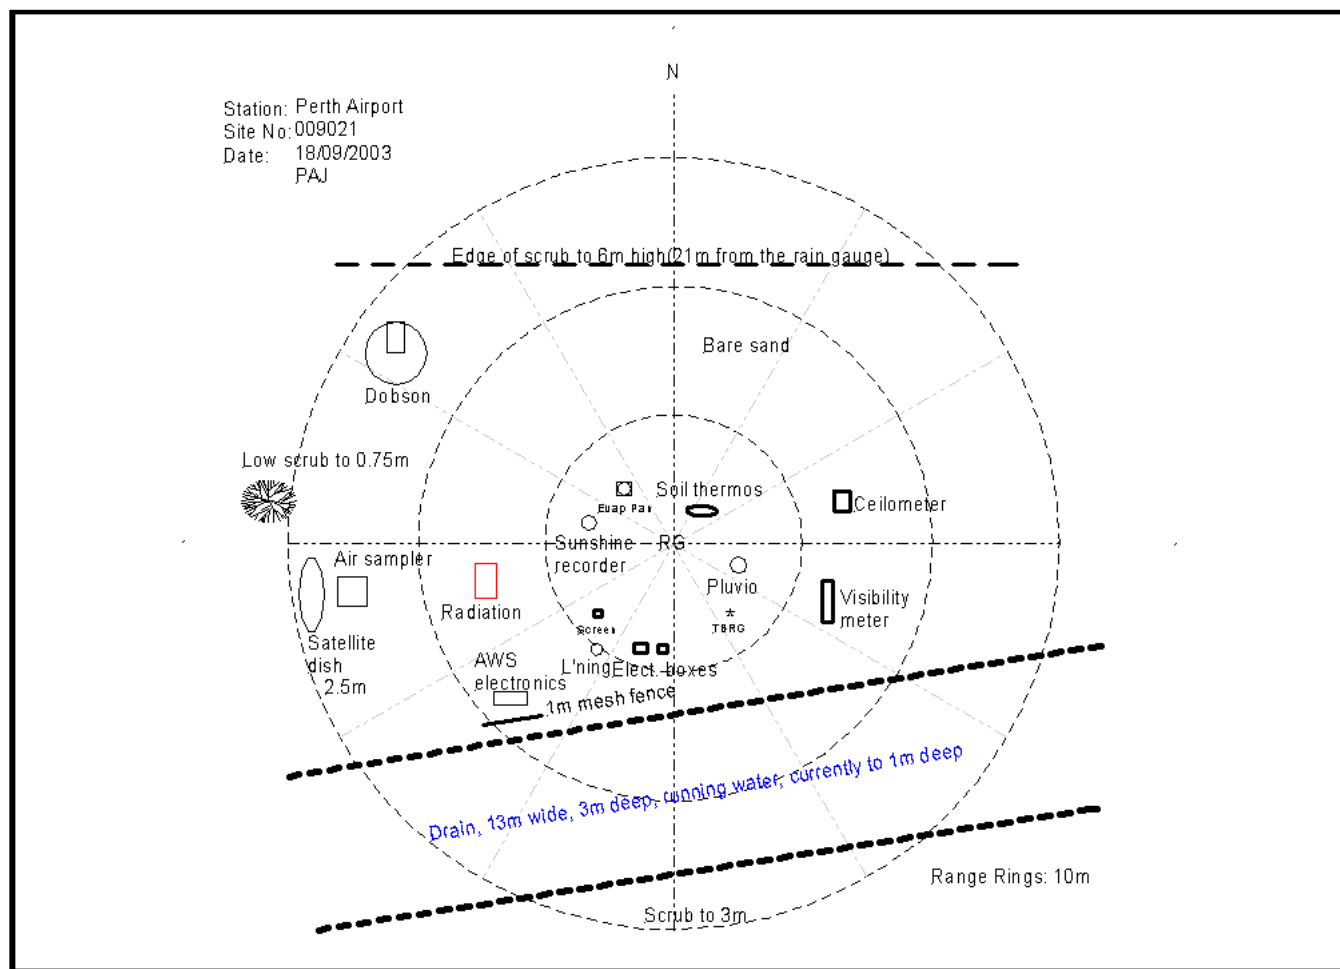 N
Station: Perth Airport
Site No: 009021
Date: 18/09/2003
PAJ
Edge of scrub to 6m high(21m from the rain gauge)
Bare sand
Dobson
Low scrub to 0.75m
Soil thermos
Evap Pan
Ceilometer
Sunshine
recorder
RG
Air sampler
Pluvio
Radiation
Visibility
meter
Screen
TBRG
Satellite
dish
2.5m
L'ning
Elect. boxes
AWS
electronics
1m mesh fence
Drain, 13m wide, 3m deep, running water, currently to 1m deep
Range Rings: 10m
Scrub to 3m